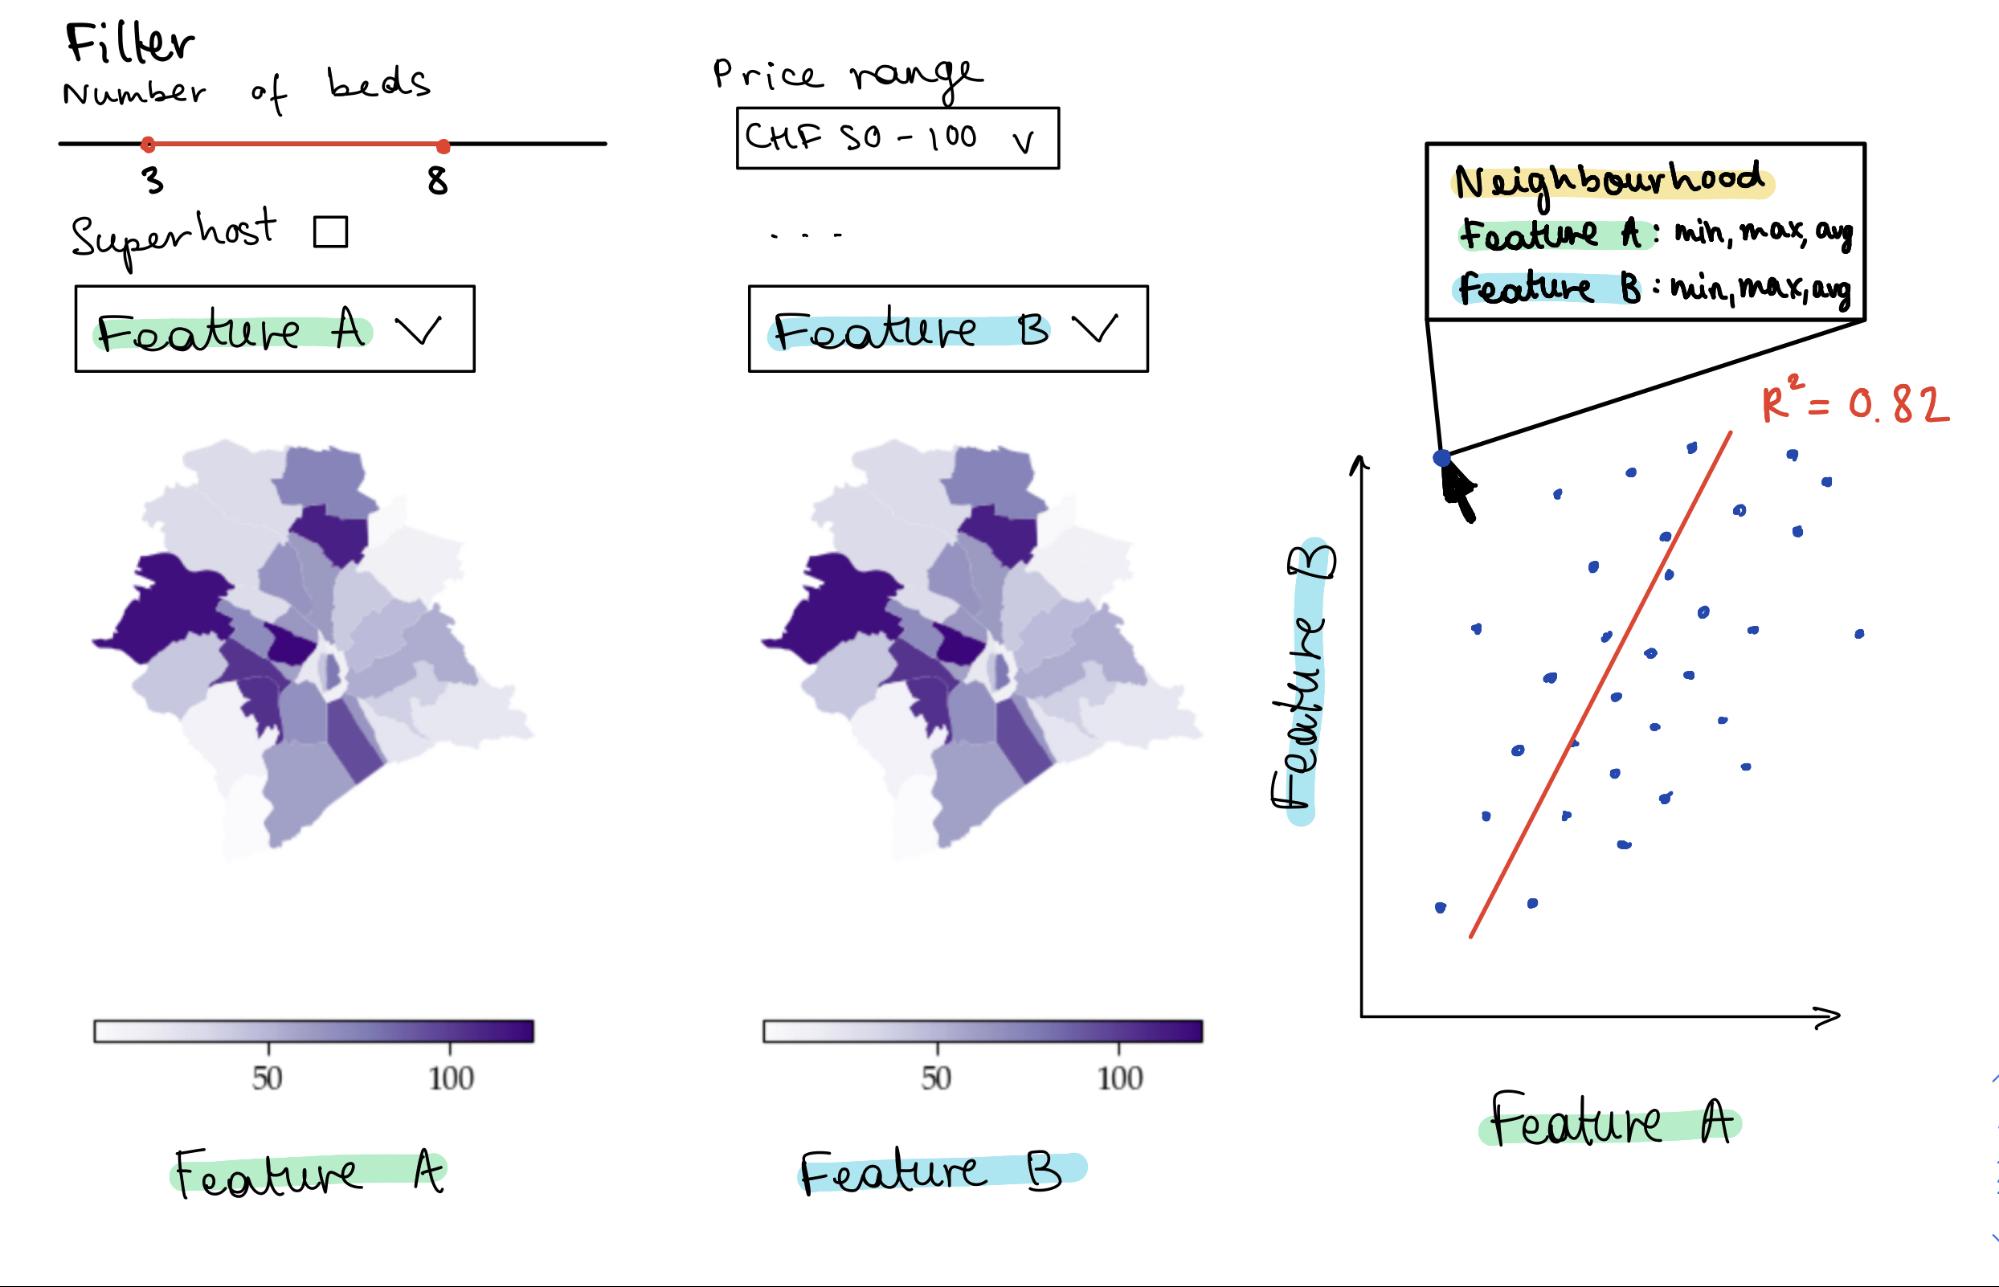 Filter
Number of beds
3
8
Superhost
Price range
CHF 50-100 v
...
Feature A
Feature B
Neighbourhood
Feature A: min, max, avg
Feature B: min, max, avg
R² = 0.82
Feature B
Feature A
50
100
Feature A
50
100
Feature B